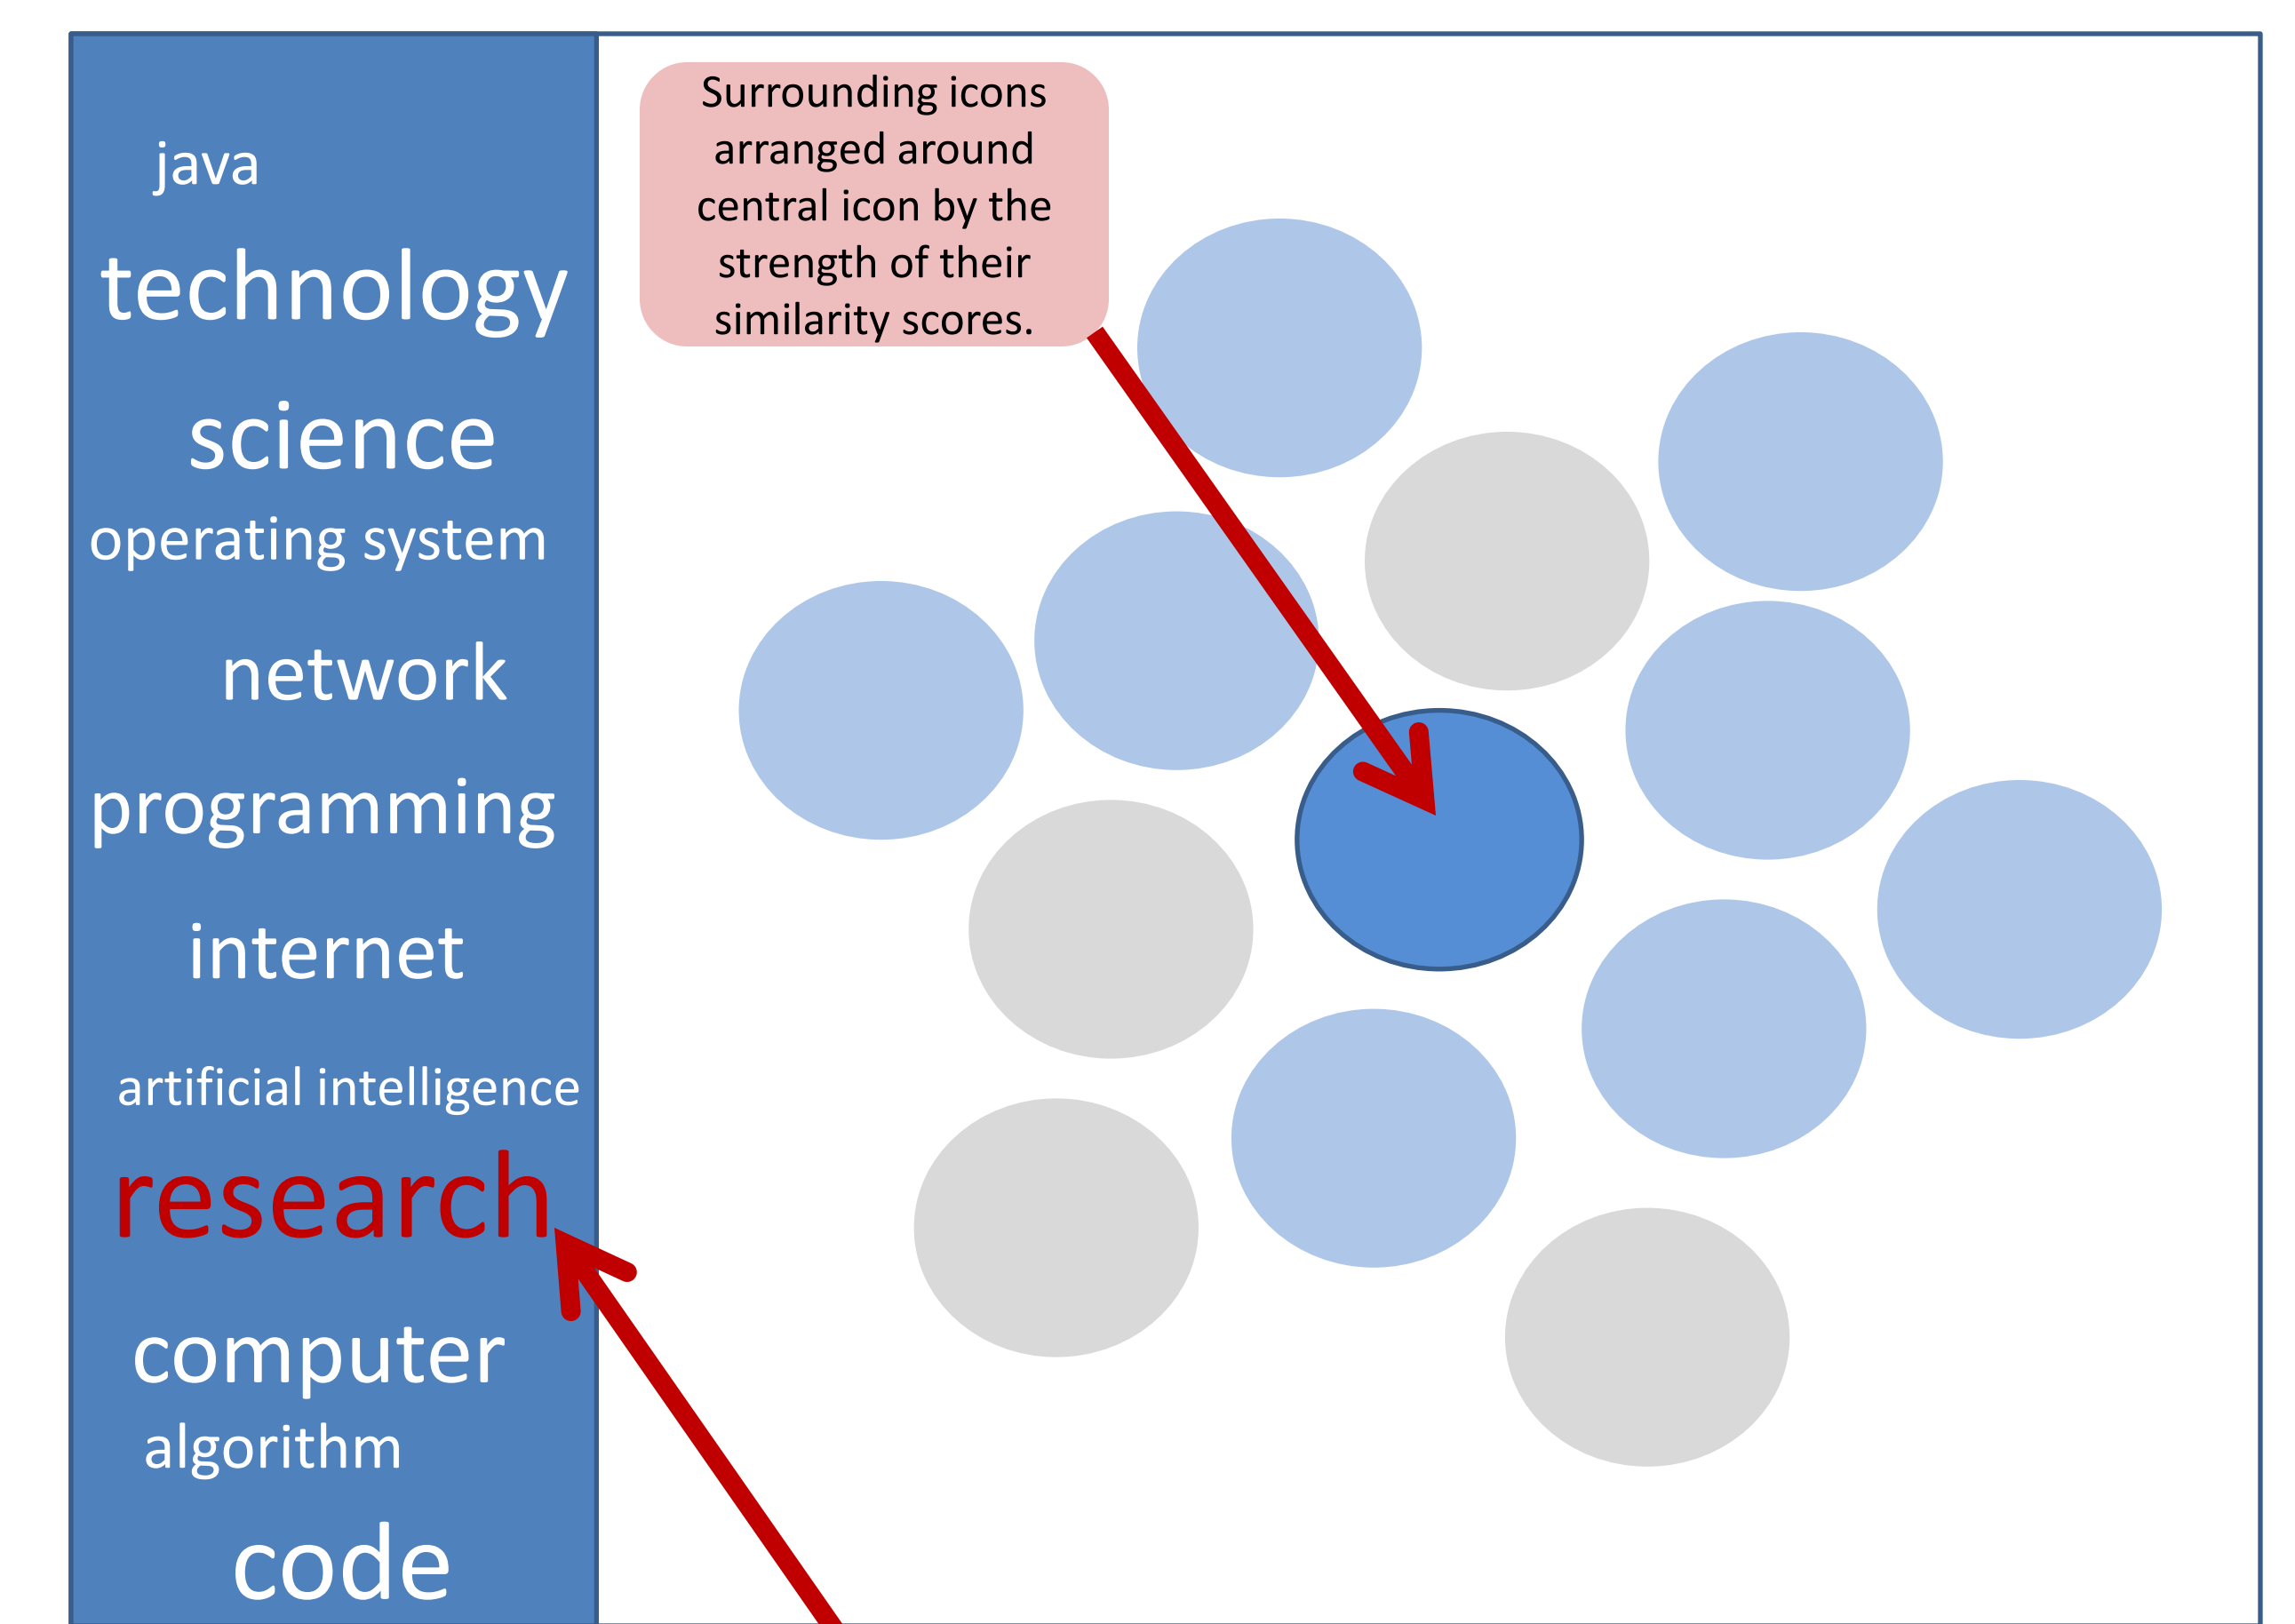 java
technology
science
operating system
network
programming
internet
artificial intelligence
research
computer
algorithm
code
Surrounding icons
arranged around
central icon by the
strength of their
similarity scores.